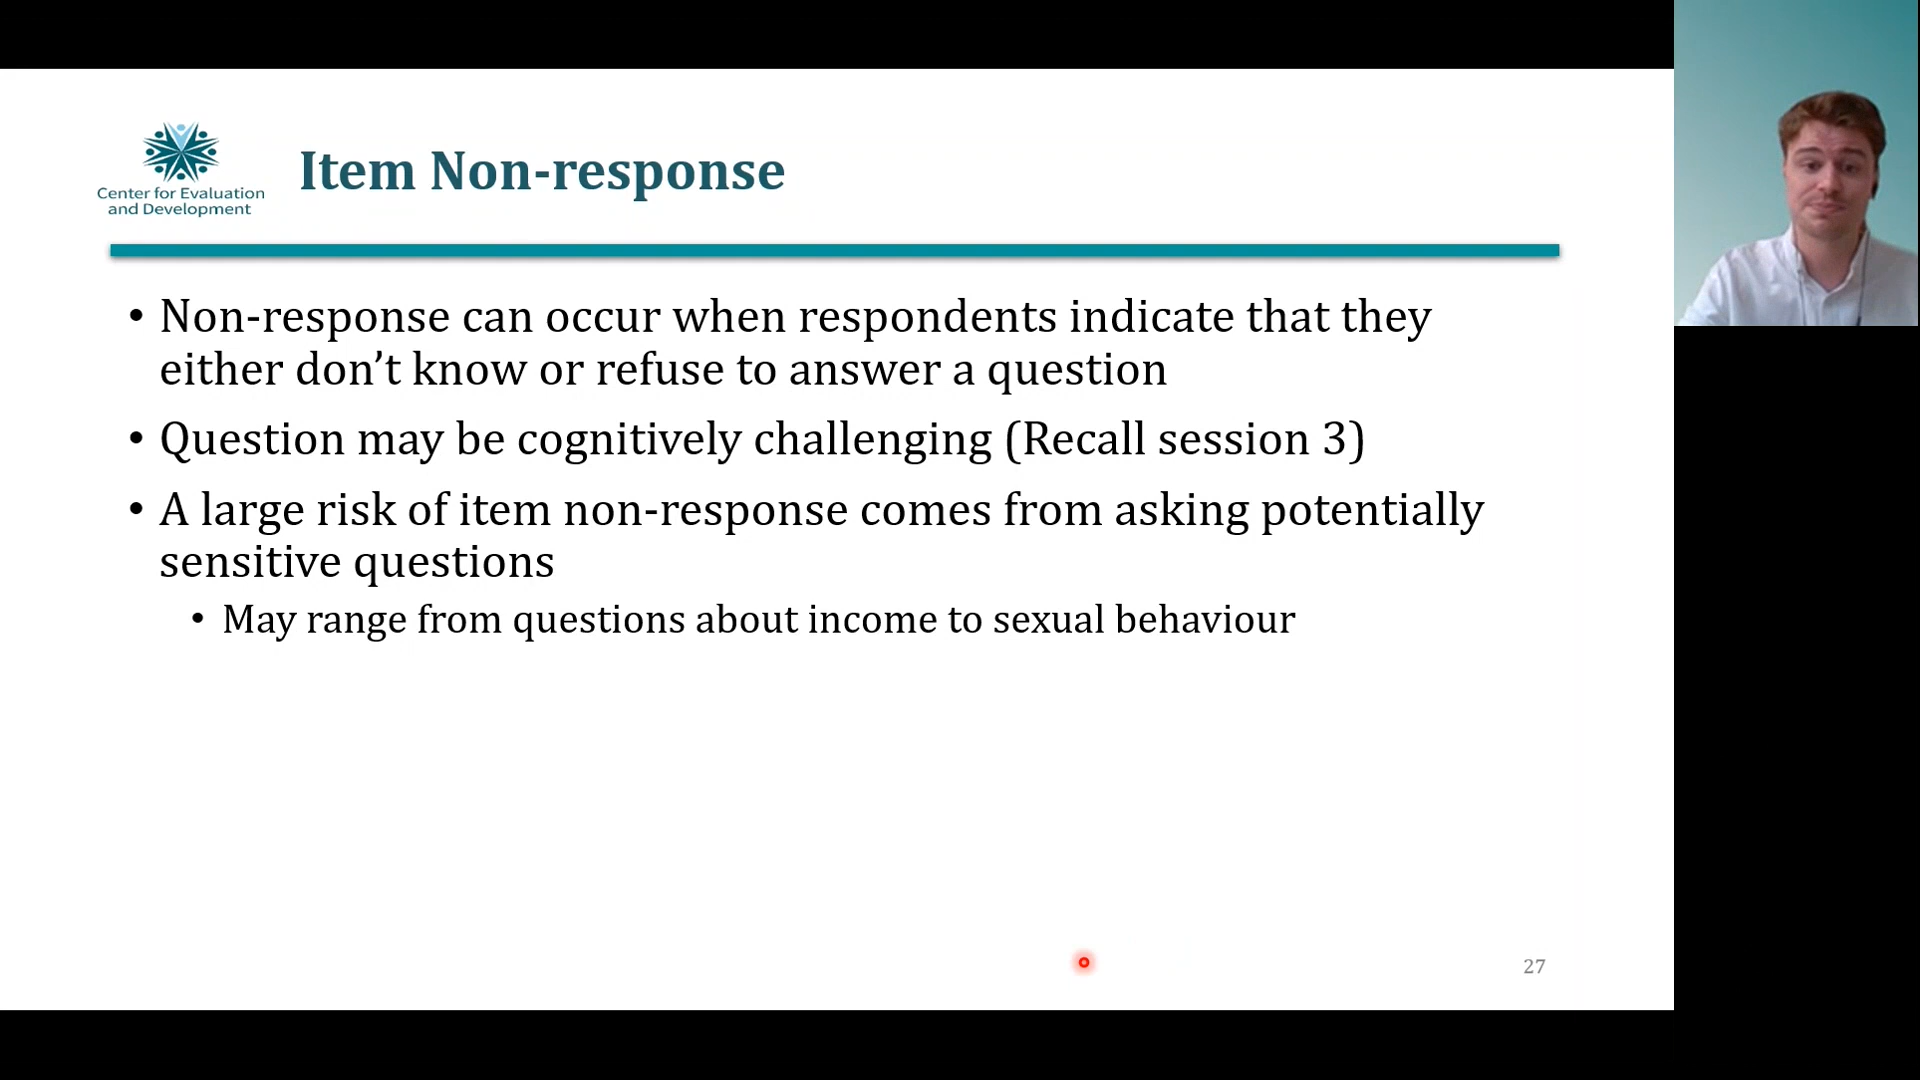 Center for Evaluation
and Development
Item Non-response
• Non-response can occur when respondents indicate that they
either don’t know or refuse to answer a question
• Question may be cognitively challenging (Recall session 3)
• A large risk of item non-response comes from asking potentially
sensitive questions
• May range from questions about income to sexual behaviour
27